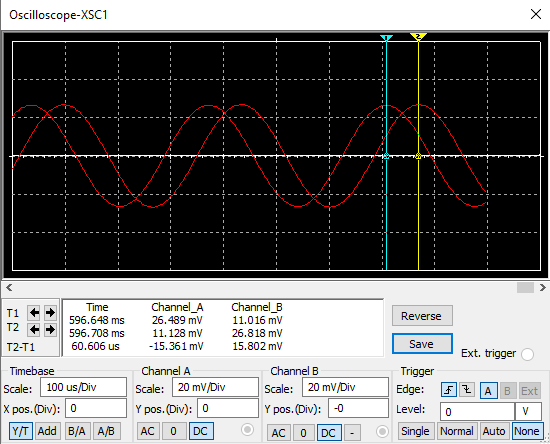 Oscilloscope-XSC1
1 2
T1
T2
T2-T1
Time Channel_A Channel_B
596.648 ms 26.489 mV 11.016 mV
596.708 ms 11.128 mV 26.818 mV
60.606 us -15.361 mV 15.802 mV
Reverse
Save
Ext. trigger
Timebase
Scale: 100 us/Div
X pos.(Div): 0
Y/T Add B/A A/B
Channel A
Scale: 20 mV/Div
Y pos.(Div): 0
AC 0 DC
Channel B
Scale: 20 mV/Div
Y pos.(Div): -0
AC 0 DC -
Trigger
Edge: A B Ext
Level: 0 V
Single Normal Auto None